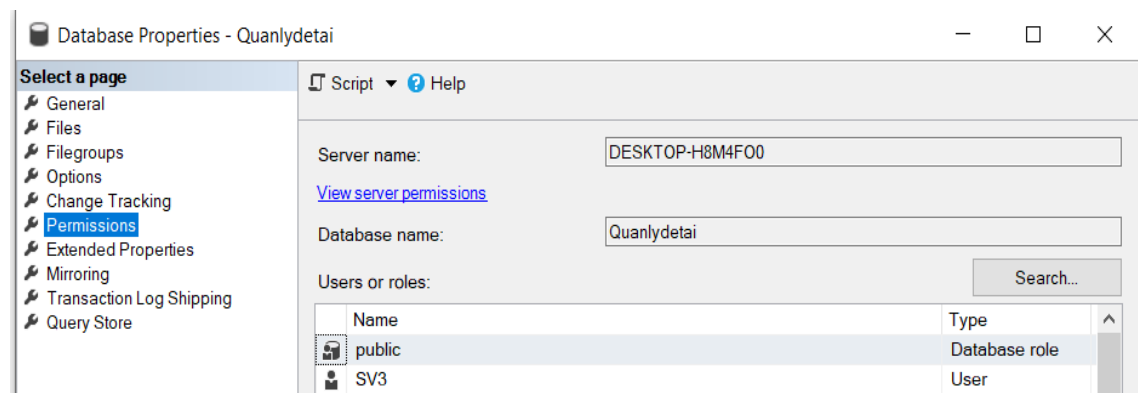 Database Properties - Quanlydetai
Select a page
General
Files
Filegroups
Options
Change Tracking
Permissions
Extended Properties
Mirroring
Transaction Log Shipping
Query Store
Script
Help
Server name: DESKTOP-H8M4FO0
View server permissions
Database name: Quanlydetai
Users or roles: Search...
Name Type
public Database role
SV3 User